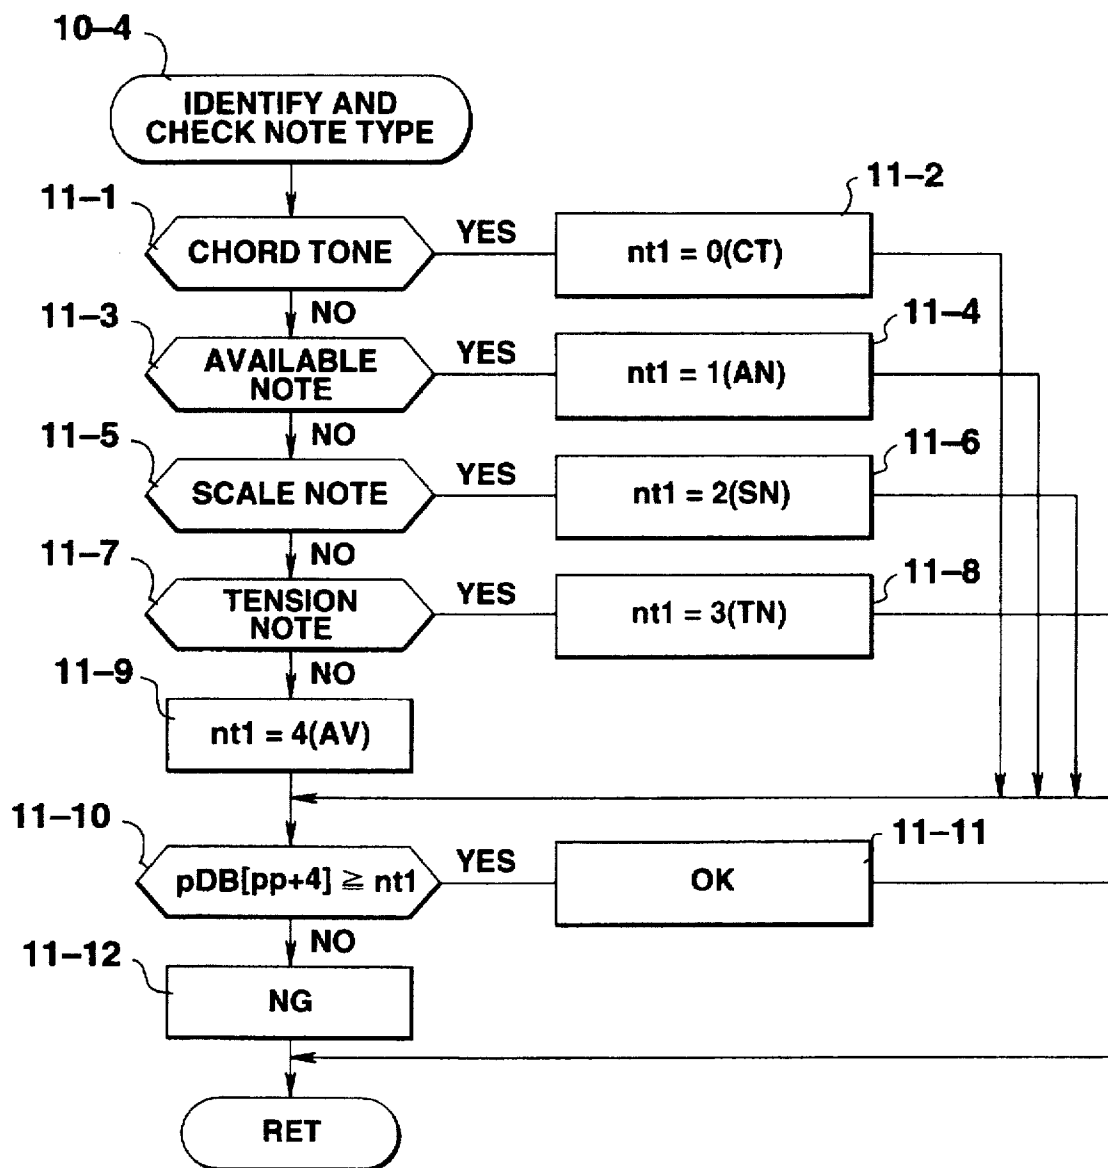 10–4
IDENTIFY AND
CHECK NOTE TYPE
11–1
CHORD TONE
YES
11–2
nt1 = 0(CT)
NO
11–3
AVAILABLE
NOTE
YES
11–4
nt1 = 1(AN)
NO
11–5
SCALE NOTE
YES
11–6
nt1 = 2(SN)
NO
11–7
TENSION
NOTE
YES
11–8
nt1 = 3(TN)
NO
11–9
nt1 = 4(AV)
11–10
pDB[pp+4] ≧ nt1
YES
11–11
OK
NO
11–12
NG
RET